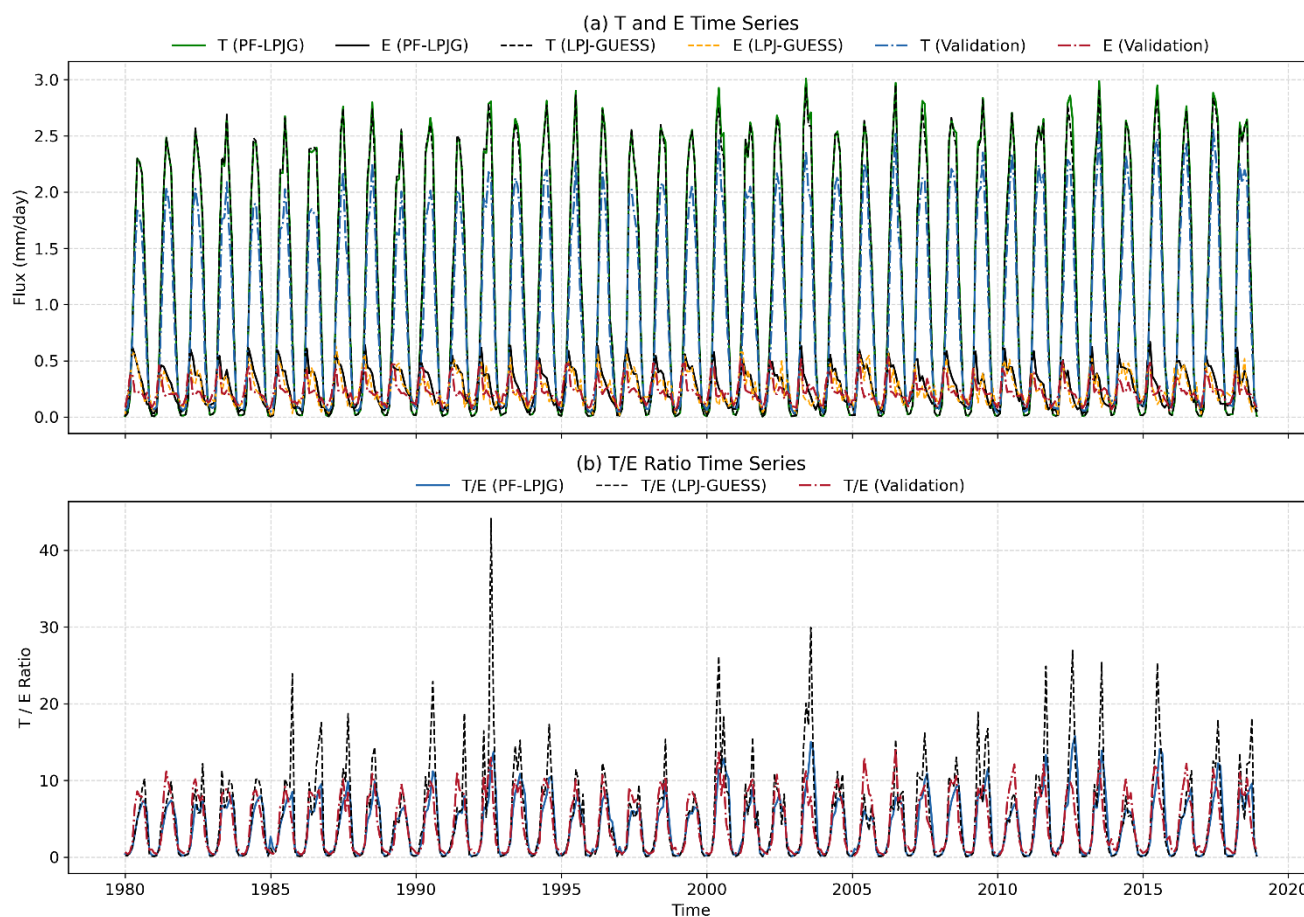 (a) T and E Time Series
T (PF-LPJG) E (PF-LPJG) T (LPJ-GUESS) E (LPJ-GUESS) T (Validation) E (Validation)
3.0
2.5
2.0
1.5
1.0
0.5
0.0
Flux (mm/day)
(b) T/E Ratio Time Series
T/E (PF-LPJG) T/E (LPJ-GUESS) T/E (Validation)
40
30
20
10
0
T / E Ratio
1980 1985 1990 1995 2000 2005 2010 2015 2020
Time